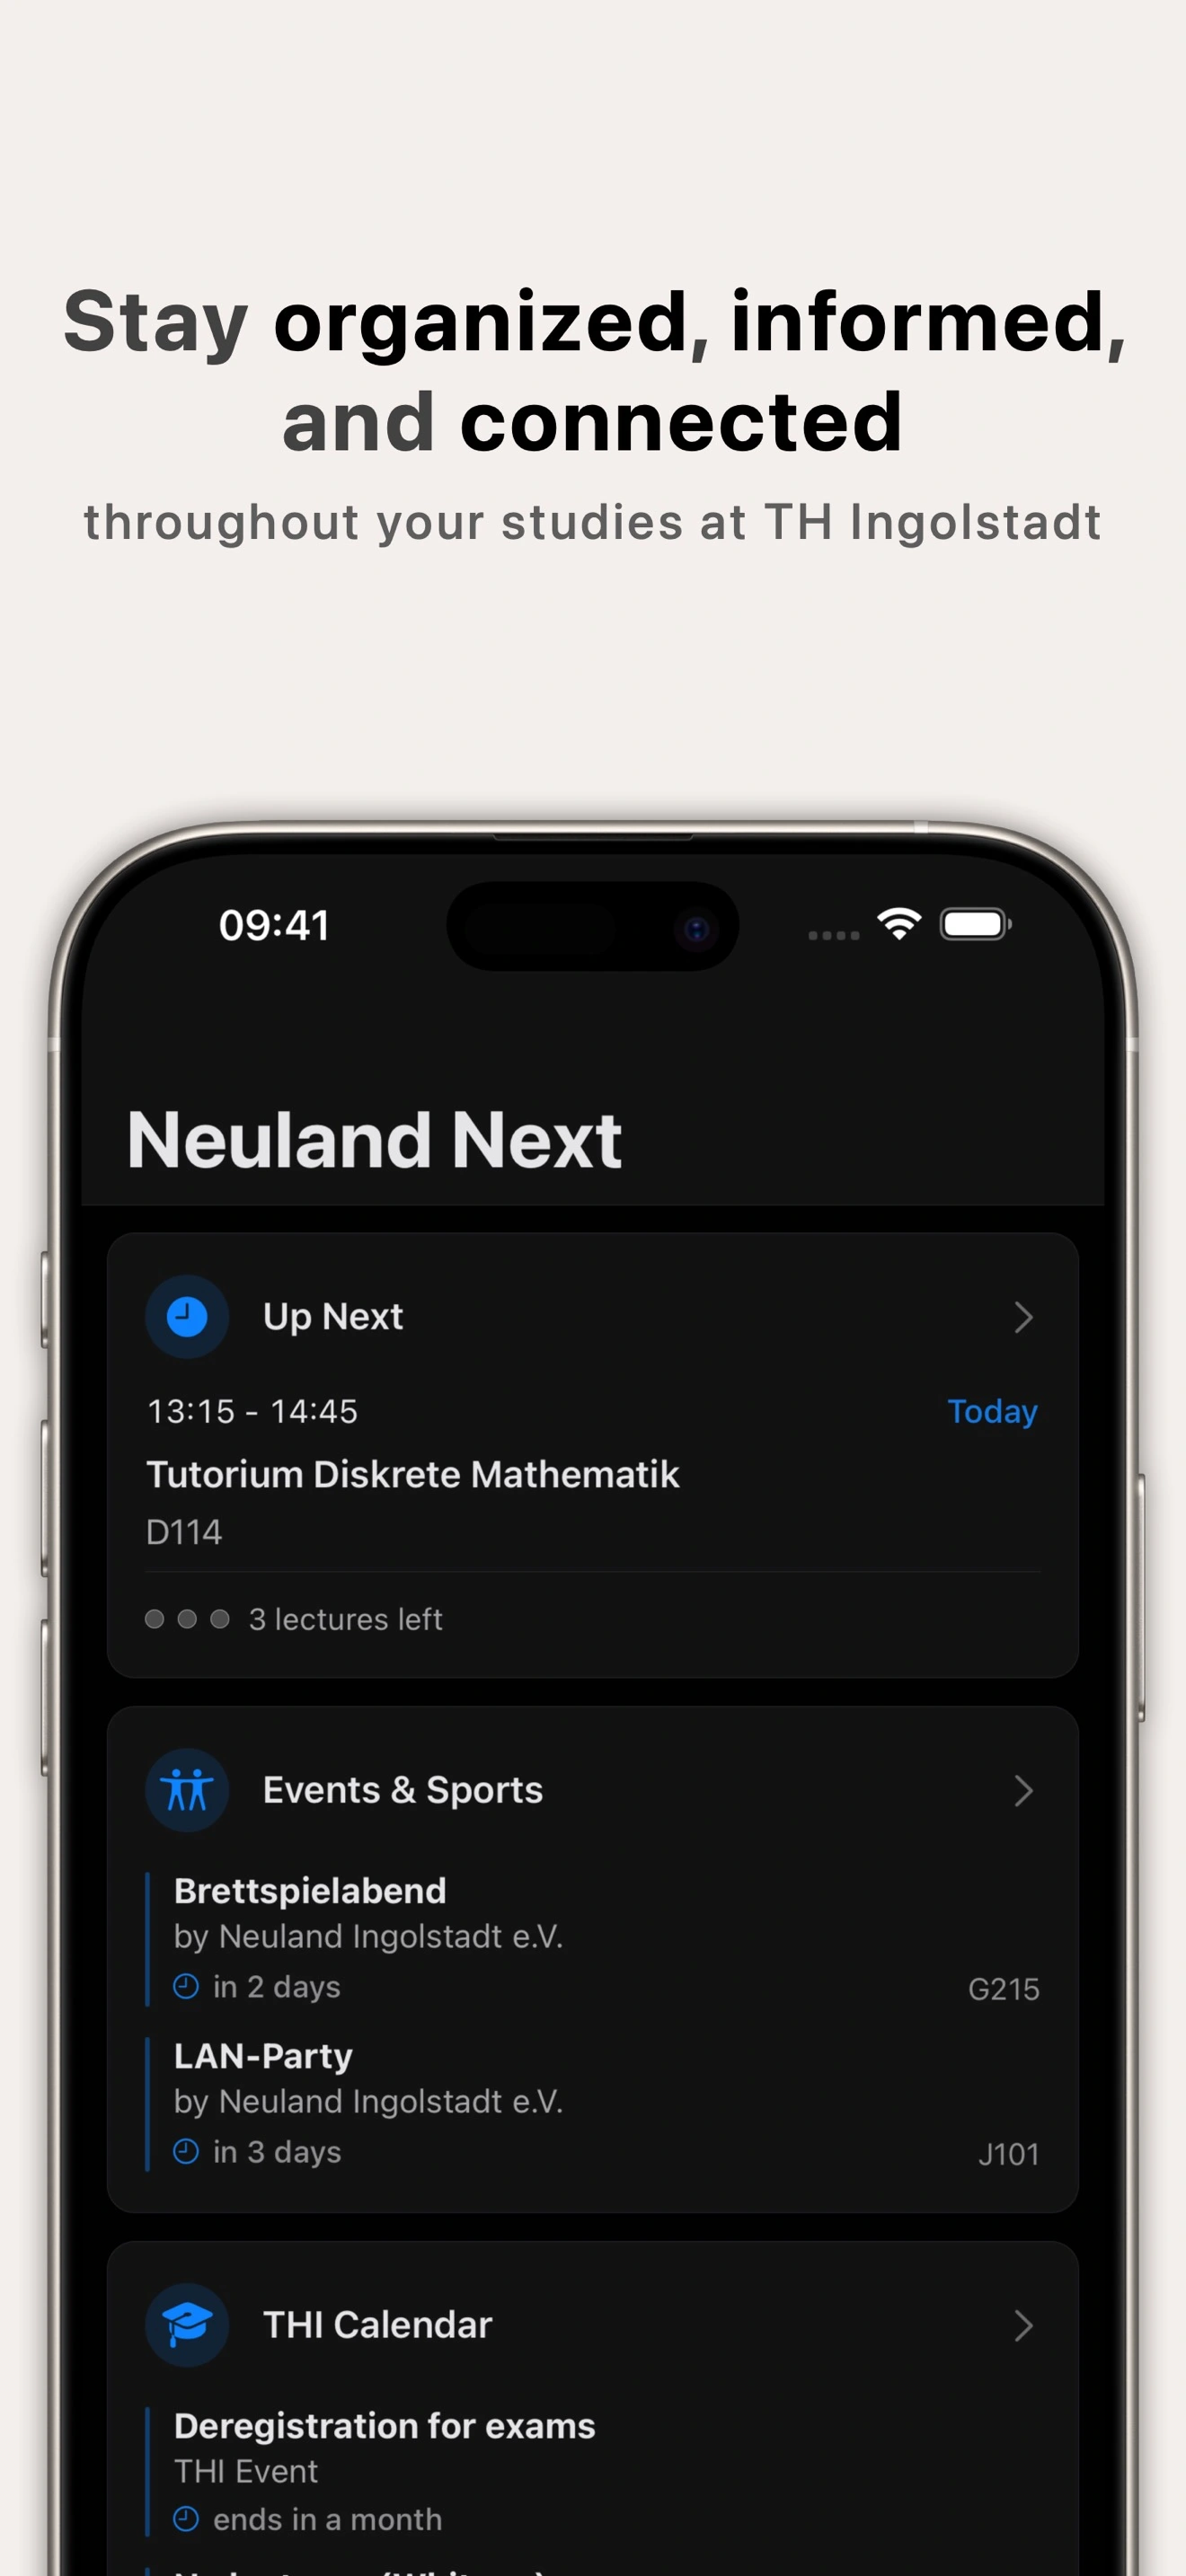 Stay organized, informed,
and connected
throughout your studies at TH Ingolstadt
09:41
Neuland Next
Up Next
13:15 - 14:45
Today
Tutorium Diskrete Mathematik
D114
3 lectures left
Events & Sports
Brettspielabend
by Neuland Ingolstadt e.V.
in 2 days
G215
LAN-Party
by Neuland Ingolstadt e.V.
in 3 days
J101
THI Calendar
Deregistration for exams
THI Event
ends in a month